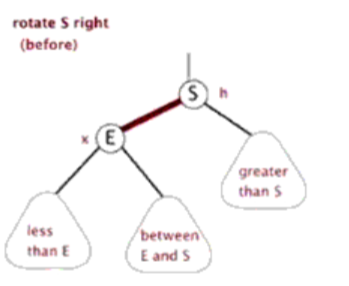 rotate S right
(before)
S h
x E
greater
than S
less
than E
between
E and S